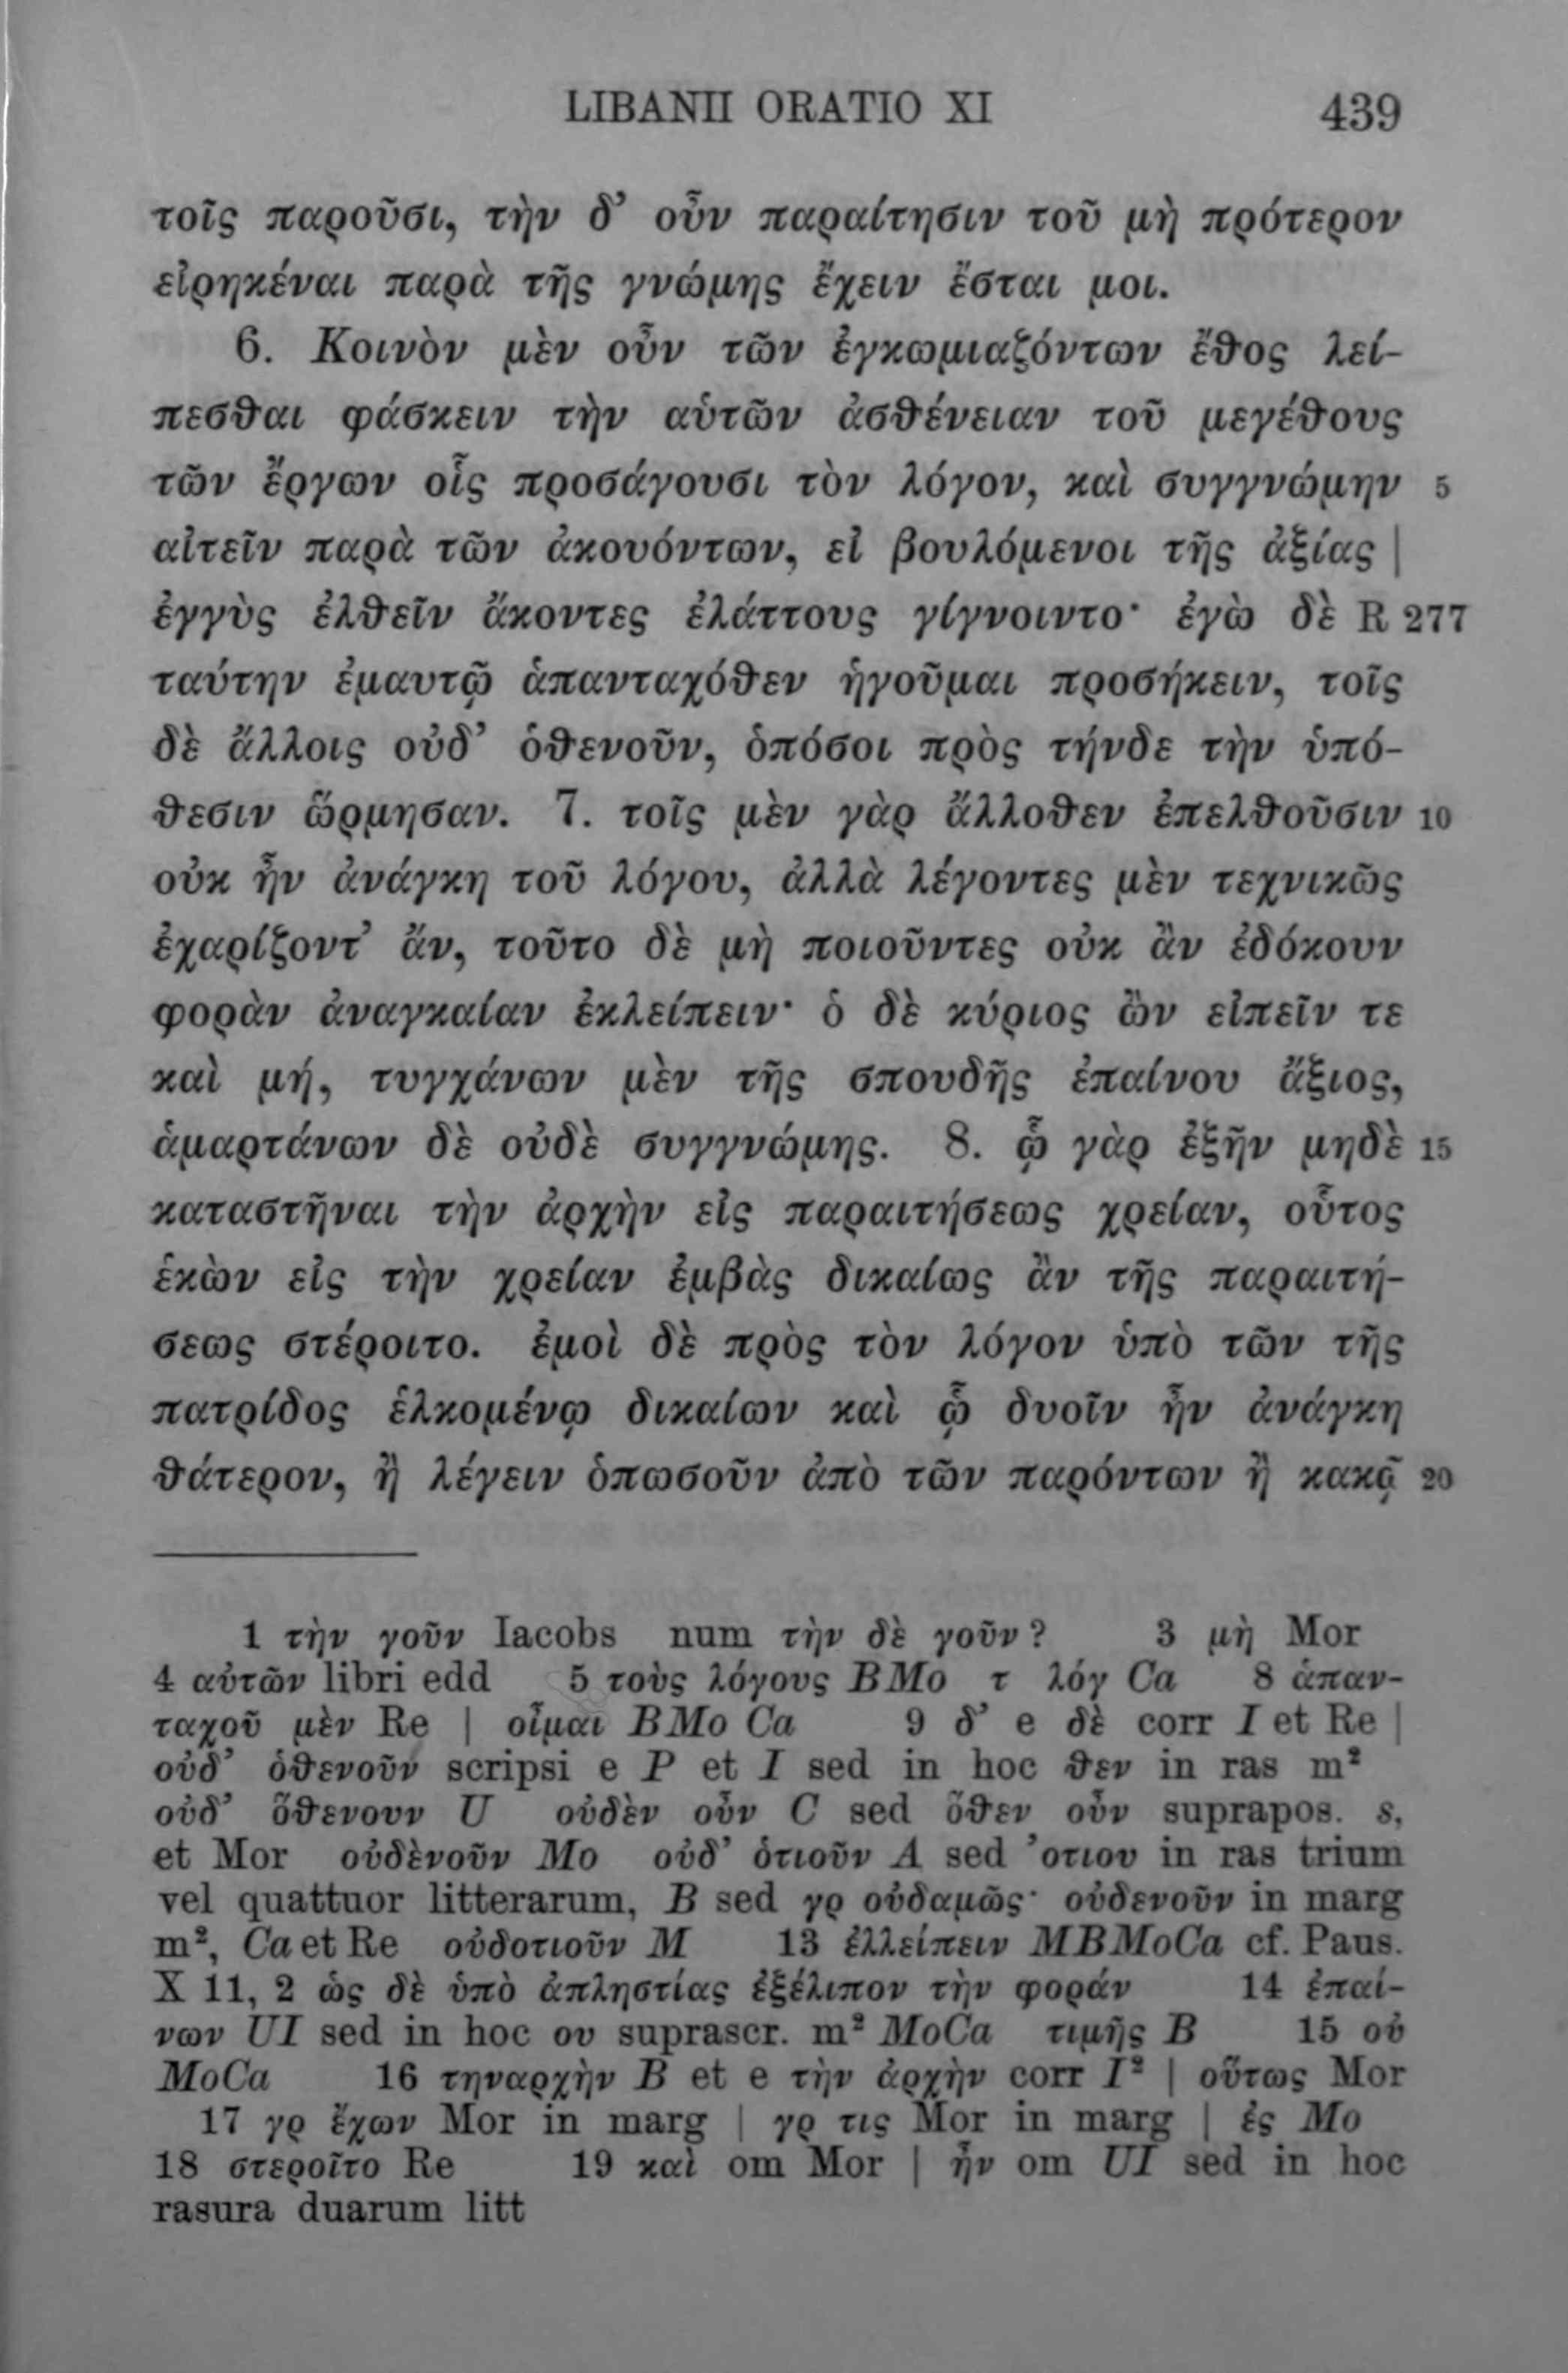 LIBANII ORATIO XI 439
τοῖς παροῦσι, τὴν δ’ οὖν παραίτησιν τοῦ μὴ πρότερον
εἰρηκέναι παρὰ τῆς γνώμης ἔχειν ἔσται μοι.
6. Κοινὸν μὲν οὖν τῶν ἐγκωμιαζόντων ἔθος λεί-
πεσθαι φάσκειν τὴν αὑτῶν ἀσθένειαν τοῦ μεγέθους
τῶν ἔργων οἷς προσάγουσι τὸν λόγον, καὶ συγγνώμην 5
αἰτεῖν παρὰ τῶν ἀκουόντων, εἰ βουλόμενοι τῆς ἀξίας |
ἐγγὺς ἐλθεῖν ἄκοντες ἐλάττους γίγνοιντο· ἐγὼ δὲ R 277
ταύτην ἐμαυτῷ ἁπανταχόθεν ἡγοῦμαι προσήκειν, τοῖς
δὲ ἄλλοις οὐδ’ ὁθενοῦν, ὁπόσοι πρὸς τήνδε τὴν ὑπό-
θεσιν ὥρμησαν. 7. τοῖς μὲν γὰρ ἄλλοθεν ἐπελθοῦσιν 10
οὐκ ἦν ἀνάγκη τοῦ λόγου, ἀλλὰ λέγοντες μὲν τεχνικῶς
ἐχαρίζοντ’ ἄν, τοῦτο δὲ μὴ ποιοῦντες οὐκ ἂν ἐδόκουν
φορὰν ἀναγκαίαν ἐκλείπειν· ὁ δὲ κύριος ὢν εἰπεῖν τε
καὶ μή, τυγχάνων μὲν τῆς σπουδῆς ἐπαίνου ἄξιος,
ἁμαρτάνων δὲ οὐδὲ συγγνώμης. 8. ᾧ γὰρ ἐξῆν μηδὲ 15
καταστῆναι τὴν ἀρχὴν εἰς παραιτήσεως χρείαν, οὗτος
ἑκὼν εἰς τὴν χρείαν ἐμβὰς δικαίως ἂν τῆς παραιτή-
σεως στέροιτο. ἐμοὶ δὲ πρὸς τὸν λόγον ὑπὸ τῶν τῆς
πατρίδος ἑλκομένῳ δικαίων καὶ ᾧ δυοῖν ἦν ἀνάγκη
θάτερον, ἢ λέγειν ὁπωσοῦν ἀπὸ τῶν παρόντων ἢ κακῷ 20
1 τὴν γοῦν Iacobs num τὴν δὲ γοῦν? 3 μὴ Mor
4 αὐτῶν libri edd 5 τοὺς λόγους BMo τ λόγ Ca 8 ἁπαν-
ταχοῦ μὲν Re | οἶμαι BMo Ca 9 δ’ e δὲ corr I et Re |
οὐδ’ ὁθενοῦν scripsi e P et I sed in hoc θεν in ras m²
οὐδ’ ὅθενουν U οὐδὲν οὖν C sed ὅθεν οὖν suprapos. s,
et Mor οὐδὲνοῦν Mo οὐδ’ ὁτιοῦν A sed ’οτιου in ras trium
vel quattuor litterarum, B sed γρ οὐδαμῶς· οὐδενοῦν in marg
m², Ca et Re οὐδοτιοῦν M 13 ἐλλείπειν MBMoCa cf. Paus.
X 11, 2 ὡς δὲ ὑπὸ ἀπληστίας ἐξέλιπον τὴν φοράν 14 ἐπαί-
νων UI sed in hoc ου suprascr. m² MoCa τιμῆς B 15 οὐ
MoCa 16 τηναρχὴν B et e τὴν ἀρχὴν corr I² | οὕτως Mor
17 γρ ἔχων Mor in marg | γρ τις Mor in marg | ἐς Mo
18 στεροῖτο Re 19 καὶ om Mor | ἦν om UI sed in hoc
rasura duarum litt